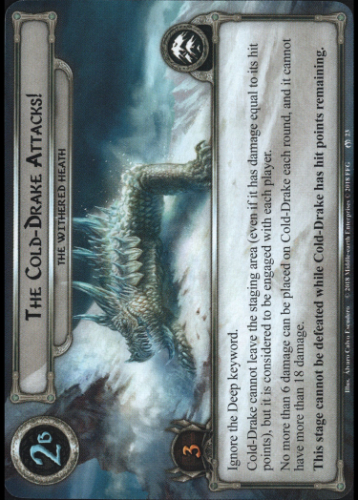 2B
THE COLD-DRAKE ATTACKS!
THE WITHERED HEATH
3
Ignore the Deep keyword.
Cold-Drake cannot leave the staging area (even if it has damage equal to its hit
points), but it is considered to be engaged with each player.
No more than 6 damage can be placed on Cold-Drake each round, and it cannot
have more than 18 damage.
This stage cannot be defeated while Cold-Drake has hit points remaining.
Illus. Álvaro Calvo Escudero © 2018 Middle-earth Enterprises © 2018 FFG 23